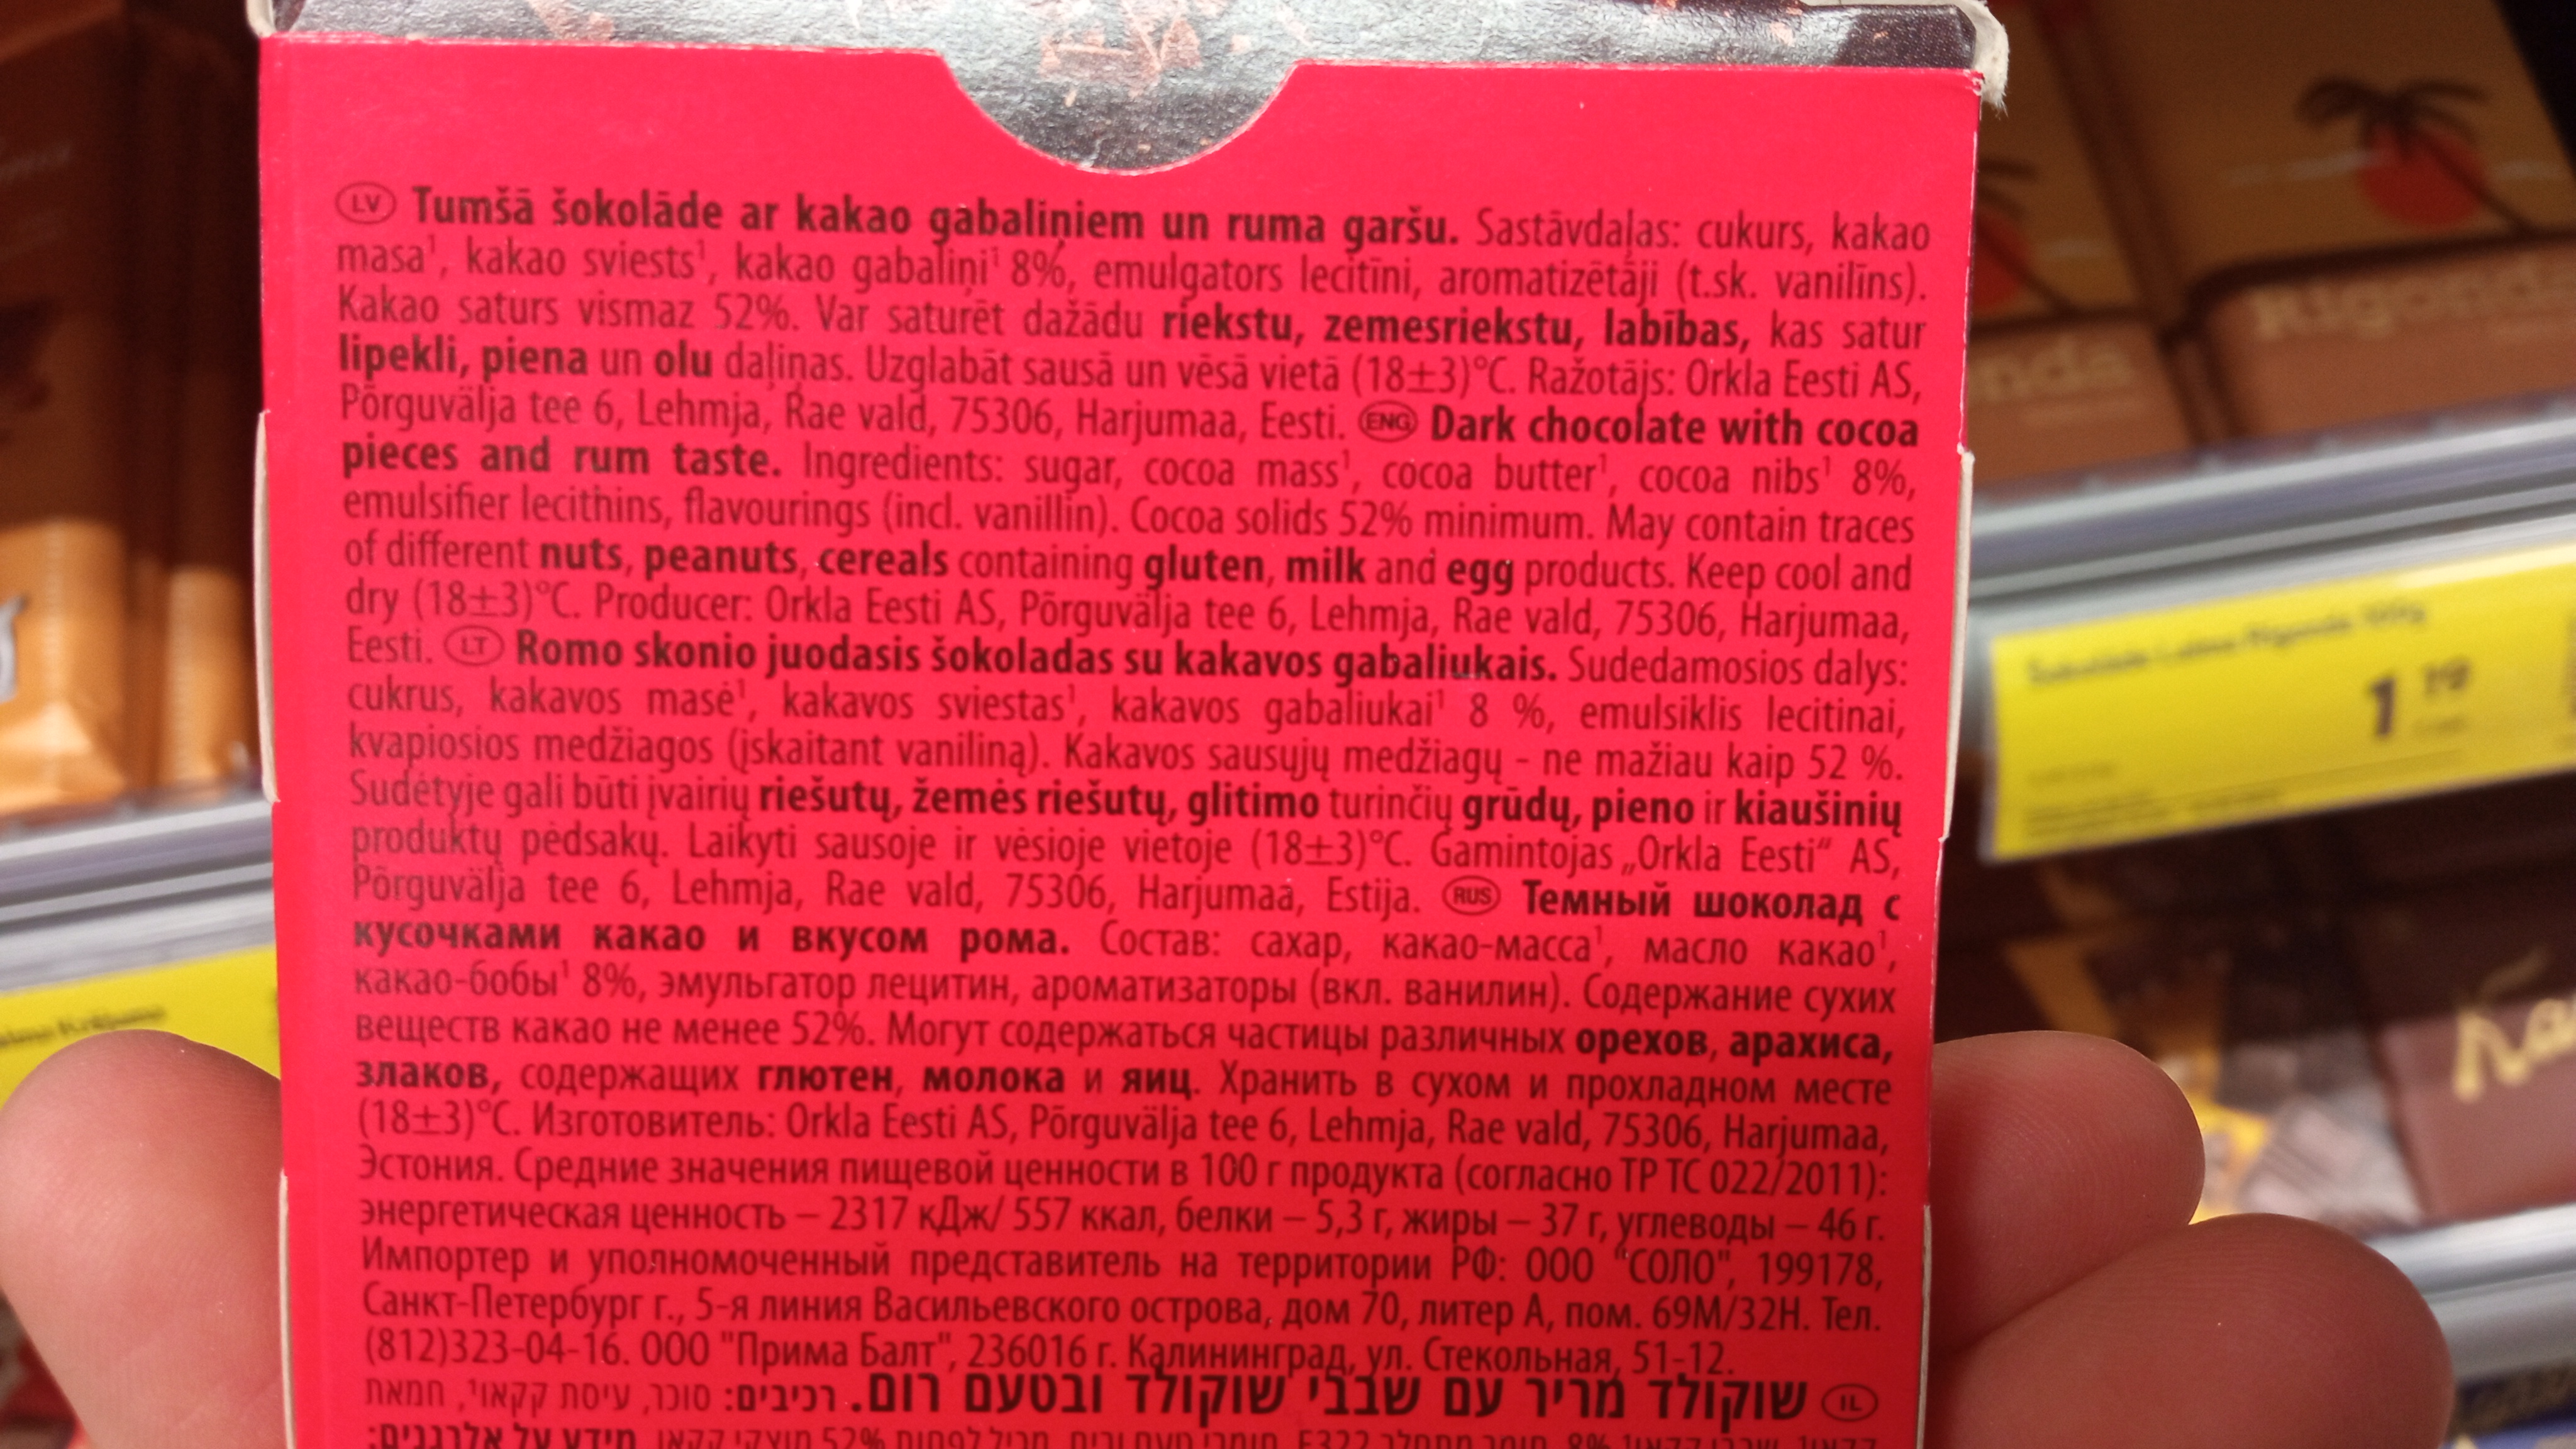 LV Tumšā šokolāde ar kakao gabaliņiem un ruma garšu. Sastāvdaļas: cukurs, kakao
masa¹, kakao sviests¹, kakao gabaliņi¹ 8%, emulgators lecitīni, aromatizētāji (t.sk. vanilīns).
Kakao saturs vismaz 52%. Var saturēt dažādu riekstu, zemesriekstu, labības, kas satur
lipekli, piena un olu daļiņas. Uzglabāt sausā un vēsā vietā (18±3)°C. Ražotājs: Orkla Eesti AS,
Põrguvälja tee 6, Lehmja, Rae vald, 75306, Harjumaa, Eesti. ENG Dark chocolate with cocoa
pieces and rum taste. Ingredients: sugar, cocoa mass¹, cocoa butter¹, cocoa nibs¹ 8%,
emulsifier lecithins, flavourings (incl. vanillin). Cocoa solids 52% minimum. May contain traces
of different nuts, peanuts, cereals containing gluten, milk and egg products. Keep cool and
dry (18±3)°C. Producer: Orkla Eesti AS, Põrguvälja tee 6, Lehmja, Rae vald, 75306, Harjumaa,
Eesti. LT Romo skonio juodasis šokoladas su kakavos gabaliukais. Sudedamosios dalys:
cukrus, kakavos masė¹, kakavos sviestas¹, kakavos gabaliukai¹ 8 %, emulsiklis lecitinai,
kvapiosios medžiagos (įskaitant vaniliną). Kakavos sausųjų medžiagų - ne mažiau kaip 52 %.
Sudėtyje gali būti įvairių riešutų, žemės riešutų, glitimo turinčių grūdų, pieno ir kiaušinių
produktų pėdsakų. Laikyti sausoje ir vėsioje vietoje (18±3)°C. Gamintojas „Orkla Eesti“ AS,
Põrguvälja tee 6, Lehmja, Rae vald, 75306, Harjumaa, Estija. RUS Темный шоколад с
кусочками какао и вкусом рома. Состав: сахар, какао-масса¹, масло какао¹,
какао-бобы¹ 8%, эмульгатор лецитин, ароматизаторы (вкл. ванилин). Содержание сухих
веществ какао не менее 52%. Могут содержаться частицы различных орехов, арахиса,
злаков, содержащих глютен, молока и яиц. Хранить в сухом и прохладном месте
(18±3)°C. Изготовитель: Orkla Eesti AS, Põrguvälja tee 6, Lehmja, Rae vald, 75306, Harjumaa,
Эстония. Средние значения пищевой ценности в 100 г продукта (согласно ТР ТС 022/2011):
энергетическая ценность – 2317 кДж/ 557 ккал, белки – 5,3 г, жиры – 37 г, углеводы – 46 г.
Импортер и уполномоченный представитель на территории РФ: ООО "СОЛО", 199178,
Санкт-Петербург г., 5-я линия Васильевского острова, дом 70, литер А, пом. 69М/32Н. Тел.
(812)323-04-16. ООО "Прима Балт", 236016 г. Калининград, ул. Стекольная, 51-12.
IL שוקולד מריר עם שבבי שוקולד ובטעם רום. רכיבים: סוכר, עיסת קקאו¹, חמאת
Rigonda
Šokolāde Laima Rigonda 100g
1 19